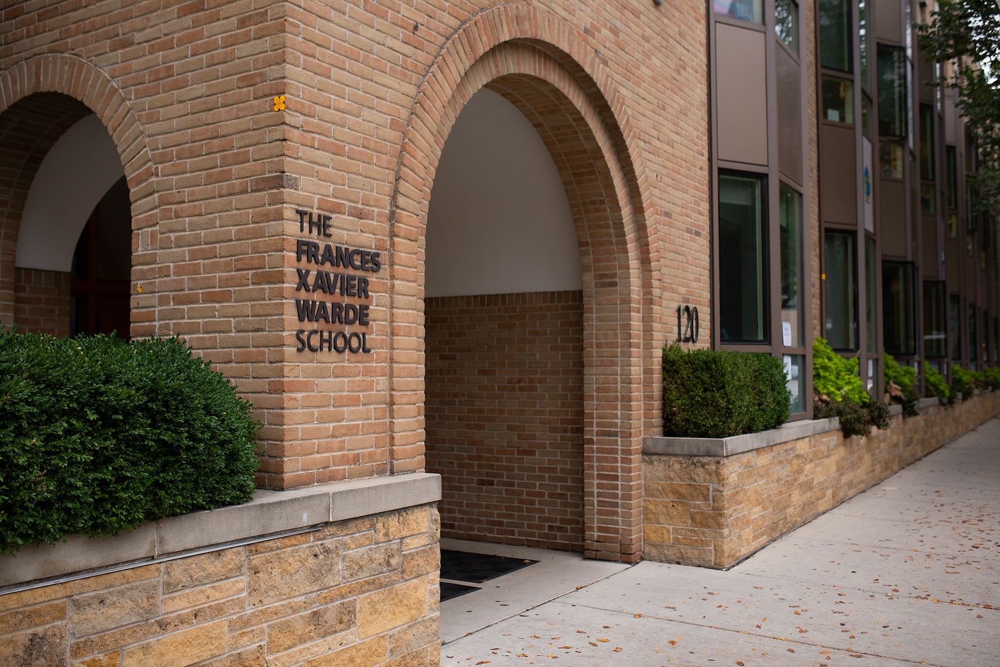 THE
FRANCES
XAVIER
WARDE
SCHOOL
120